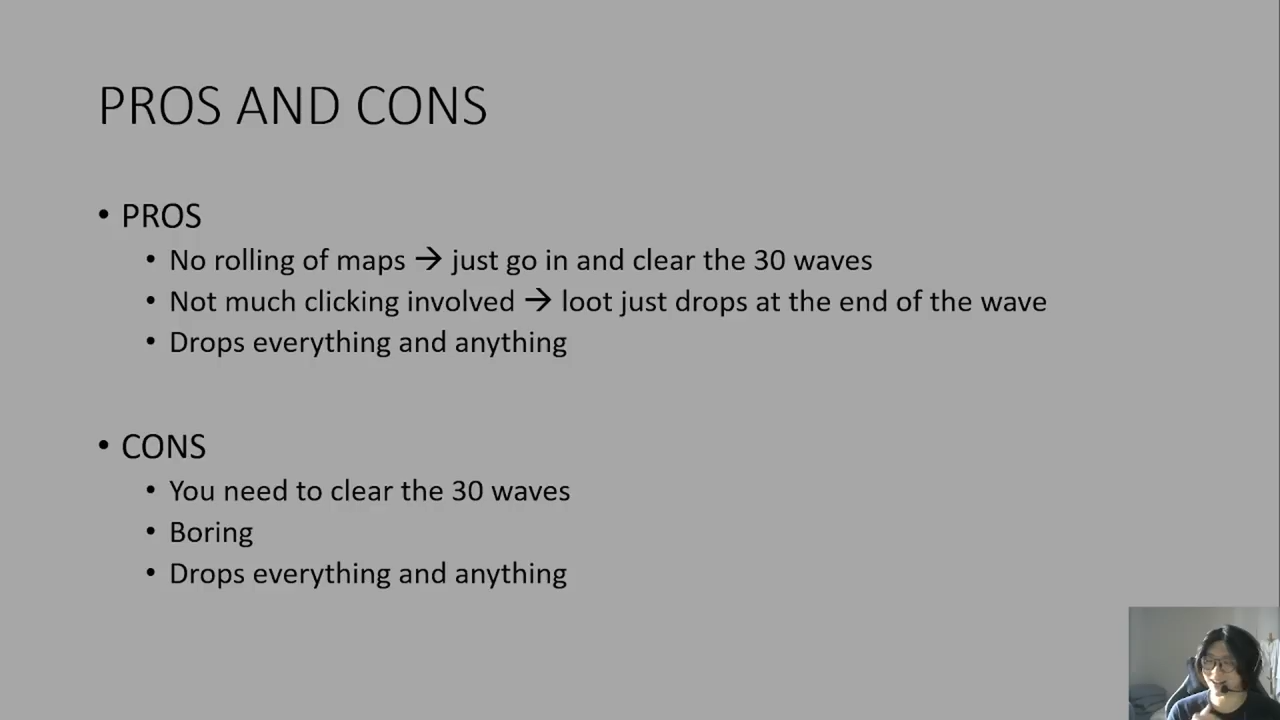 PROS AND CONS
• PROS
• No rolling of maps → just go in and clear the 30 waves
• Not much clicking involved → loot just drops at the end of the wave
• Drops everything and anything
• CONS
• You need to clear the 30 waves
• Boring
• Drops everything and anything